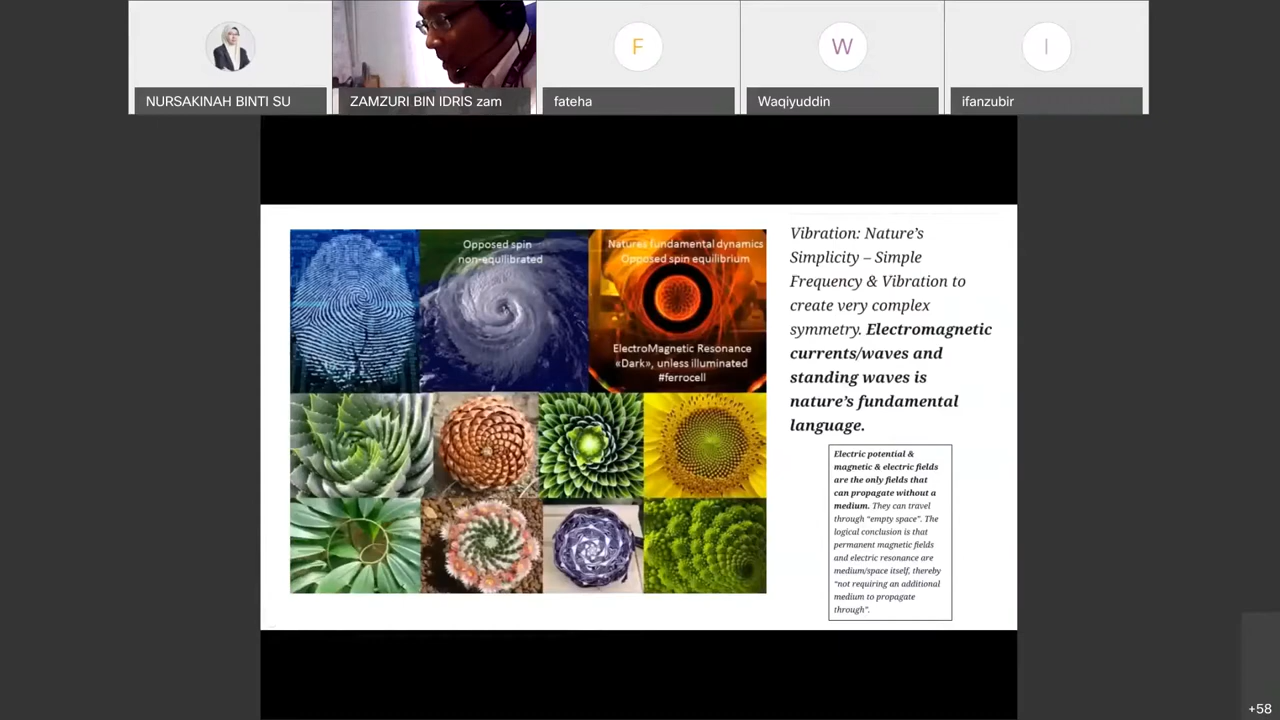 F
W
I
NURSAKINAH BINTI SU
ZAMZURI BIN IDRIS zam
fateha
Waqiyuddin
ifanzubir
Opposed spin
non-equilibrated
Natures fundamental dynamics
Opposed spin equilibrium
ElectroMagnetic Resonance
«Dark», unless illuminated
#ferrocell
Vibration: Nature’s
Simplicity – Simple
Frequency & Vibration to
create very complex
symmetry. Electromagnetic
currents/waves and
standing waves is
nature’s fundamental
language.
Electric potential &
magnetic & electric fields
are the only fields that
can propagate without a
medium. They can travel
through “empty space”. The
logical conclusion is that
permanent magnetic fields
and electric resonance are
medium/space itself, thereby
“not requiring an additional
medium to propagate
through”.
+58